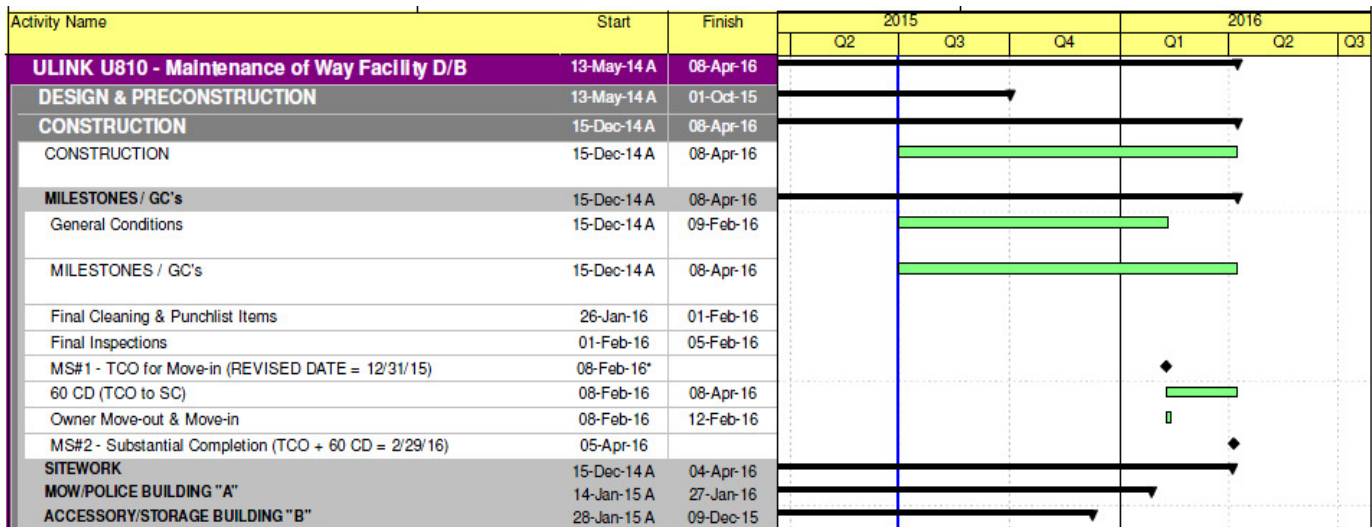 Activity Name Start Finish 2015 2016
Q2 Q3 Q4 Q1 Q2 Q3
ULINK U810 - Maintenance of Way Facility D/B 13-May-14 A 08-Apr-16
DESIGN & PRECONSTRUCTION 13-May-14 A 01-Oct-15
CONSTRUCTION 15-Dec-14 A 08-Apr-16
CONSTRUCTION 15-Dec-14 A 08-Apr-16
MILESTONES / GC's 15-Dec-14 A 08-Apr-16
General Conditions 15-Dec-14 A 09-Feb-16
MILESTONES / GC's 15-Dec-14 A 08-Apr-16
Final Cleaning & Punchlist Items 26-Jan-16 01-Feb-16
Final Inspections 01-Feb-16 05-Feb-16
MS#1 - TCO for Move-in (REVISED DATE = 12/31/15) 08-Feb-16*
60 CD (TCO to SC) 08-Feb-16 08-Apr-16
Owner Move-out & Move-in 08-Feb-16 12-Feb-16
MS#2 - Substantial Completion (TCO + 60 CD = 2/29/16) 05-Apr-16
SITEWORK 15-Dec-14 A 04-Apr-16
MOW/POLICE BUILDING "A" 14-Jan-15 A 27-Jan-16
ACCESSORY/STORAGE BUILDING "B" 28-Jan-15 A 09-Dec-15